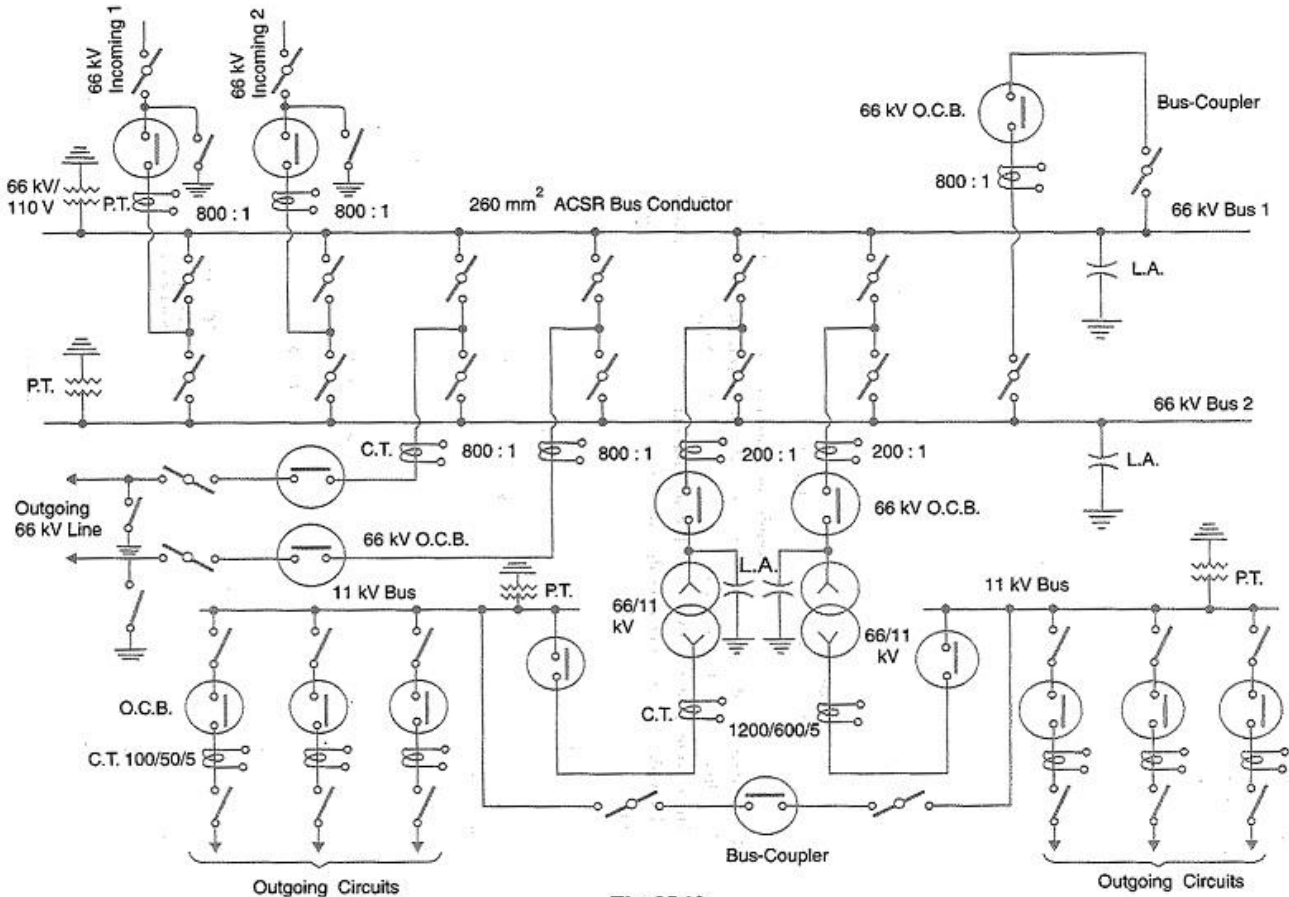 66 kV
Incoming 1
66 kV
Incoming 2
66 kV O.C.B.
Bus-Coupler
800 : 1
66 kV/
110 V
P.T.
800 : 1
800 : 1
260 mm2 ACSR Bus Conductor
66 kV Bus 1
L.A.
P.T.
66 kV Bus 2
C.T.
800 : 1
800 : 1
200 : 1
200 : 1
L.A.
Outgoing
66 kV Line
66 kV O.C.B.
66 kV O.C.B.
11 kV Bus
P.T.
L.A.
66/11
kV
66/11
kV
11 kV Bus
P.T.
O.C.B.
C.T. 100/50/5
C.T.
1200/600/5
Bus-Coupler
Outgoing Circuits
Outgoing Circuits